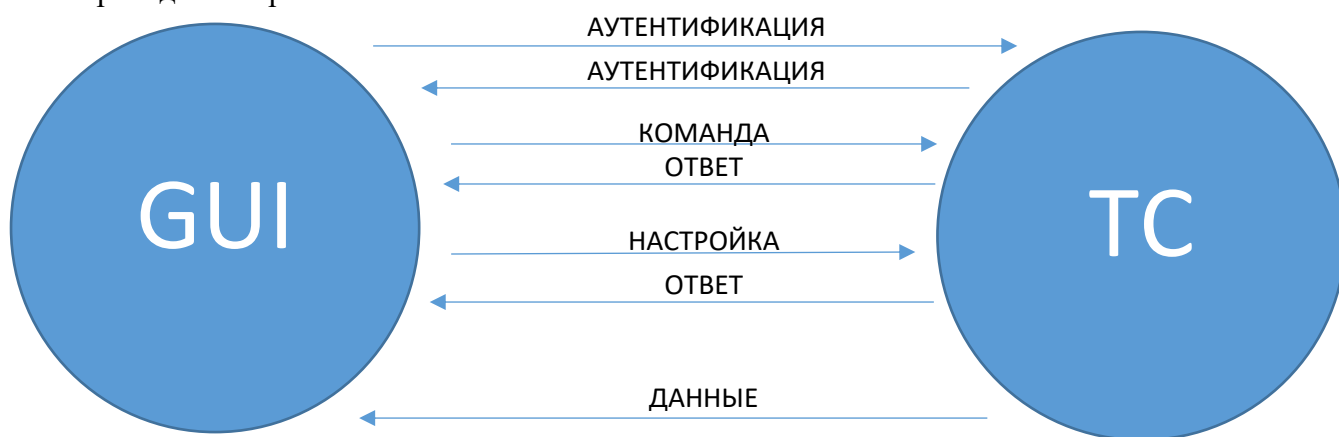 АУТЕНТИФИКАЦИЯ
АУТЕНТИФИКАЦИЯ
КОМАНДА
ОТВЕТ
GUI
TC
НАСТРОЙКА
ОТВЕТ
ДАННЫЕ